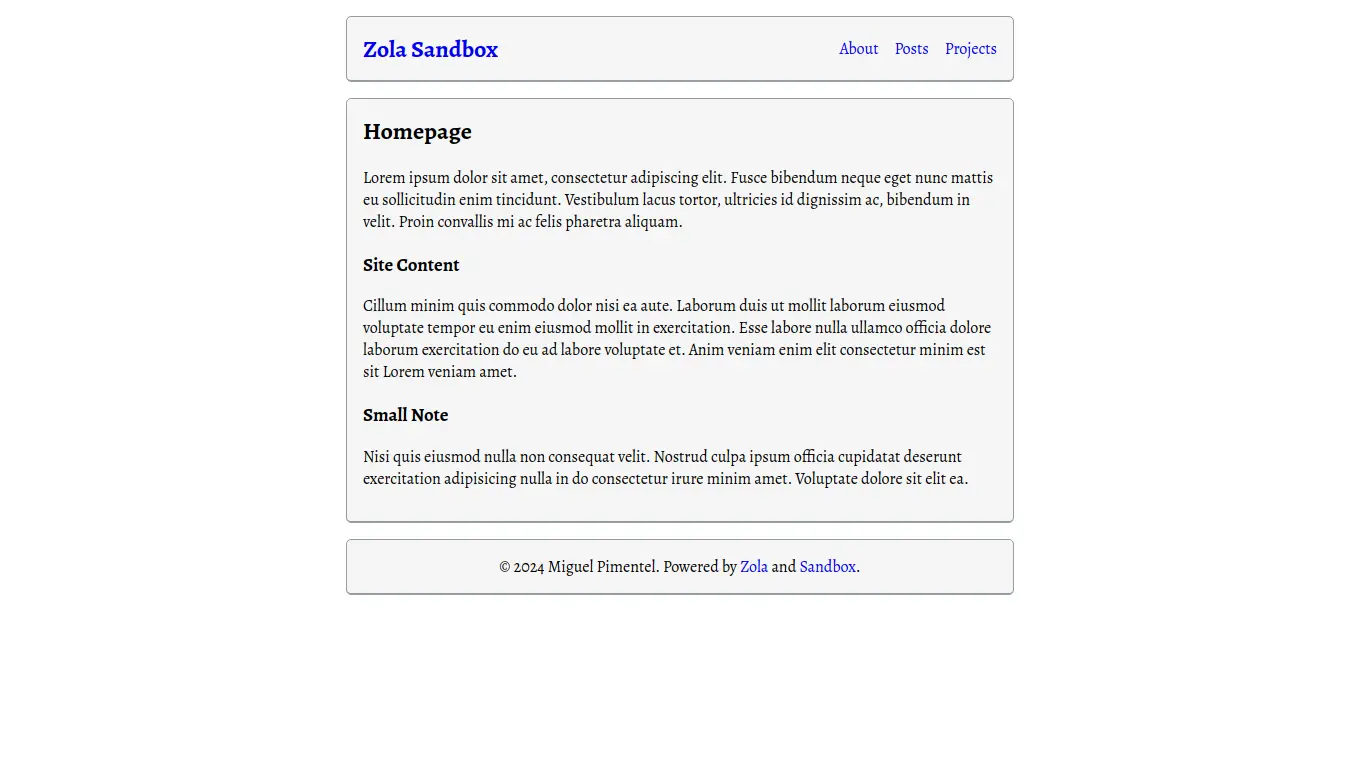 Zola Sandbox
About Posts Projects
Homepage
Lorem ipsum dolor sit amet, consectetur adipiscing elit. Fusce bibendum neque eget nunc mattis
eu sollicitudin enim tincidunt. Vestibulum lacus tortor, ultricies id dignissim ac, bibendum in
velit. Proin convallis mi ac felis pharetra aliquam.
Site Content
Cillum minim quis commodo dolor nisi ea aute. Laborum duis ut mollit laborum eiusmod
voluptate tempor eu enim eiusmod mollit in exercitation. Esse labore nulla ullamco officia dolore
laborum exercitation do eu ad labore voluptate et. Anim veniam enim elit consectetur minim est
sit Lorem veniam amet.
Small Note
Nisi quis eiusmod nulla non consequat velit. Nostrud culpa ipsum officia cupidatat deserunt
exercitation adipisicing nulla in do consectetur irure minim amet. Voluptate dolore sit elit ea.
© 2024 Miguel Pimentel. Powered by Zola and Sandbox.